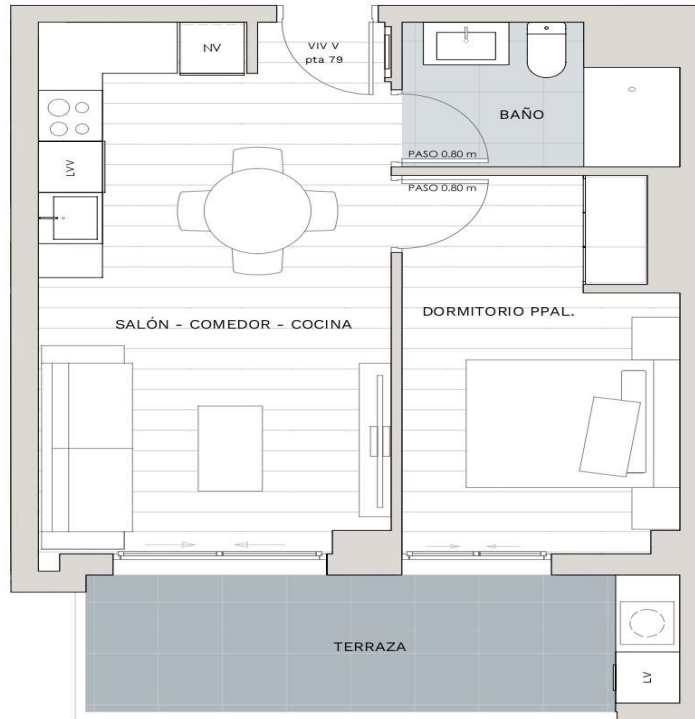 NV
VIV V
pta 79
BAÑO
LVV
PASO 0.80 m
PASO 0.80 m
DORMITORIO PPAL.
SALÓN - COMEDOR - COCINA
TERRAZA
LV